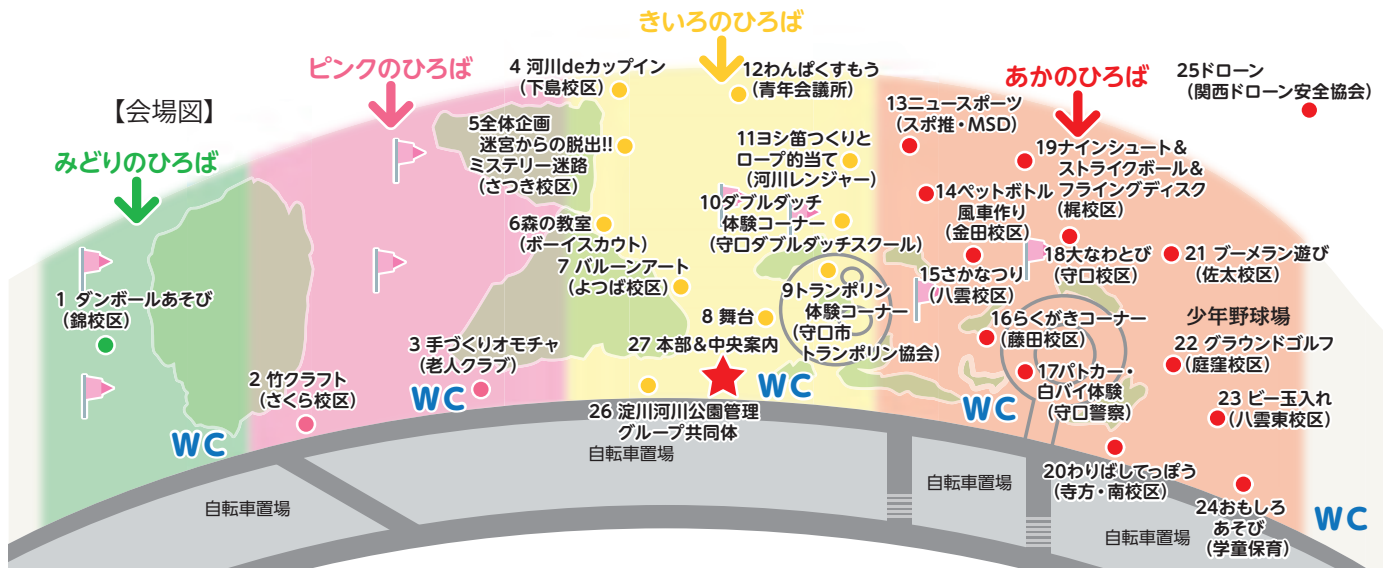 きいろのひろば
ピンクのひろば
あかのひろば
みどりのひろば
【会場図】
1 ダンボールあそび
(錦校区)
2 竹クラフト
(さくら校区)
3 手づくりオモチャ
(老人クラブ)
4 河川deカップイン
(下島校区)
5全体企画
迷宮からの脱出!!
ミステリー迷路
(さつき校区)
6森の教室
(ボーイスカウト)
7 バルーンアート
(よつば校区)
8 舞台
27 本部&中央案内
26 淀川河川公園管理
グループ共同体
12わんぱくすもう
(青年会議所)
11ヨシ笛つくりと
ロープ的当て
(河川レンジャー)
10ダブルダッチ
体験コーナー
(守口ダブルダッチスクール)
9トランポリン
体験コーナー
(守口市
トランポリン協会)
13ニュースポーツ
(スポ推・MSD)
14ペットボトル
風車作り
(金田校区)
15さかなつり
(八雲校区)
16らくがきコーナー
(藤田校区)
17パトカー・
白バイ体験
(守口警察)
18大なわとび
(守口校区)
19ナインシュート&
ストライクボール&
フライングディスク
(梶校区)
20わりばしてっぽう
(寺方・南校区)
21 ブーメラン遊び
(佐太校区)
少年野球場
22 グラウンドゴルフ
(庭窪校区)
23 ビー玉入れ
(八雲東校区)
24おもしろ
あそび
(学童保育)
25ドローン
(関西ドローン安全協会)
WC
WC
WC
WC
WC
自転車置場
自転車置場
自転車置場
自転車置場